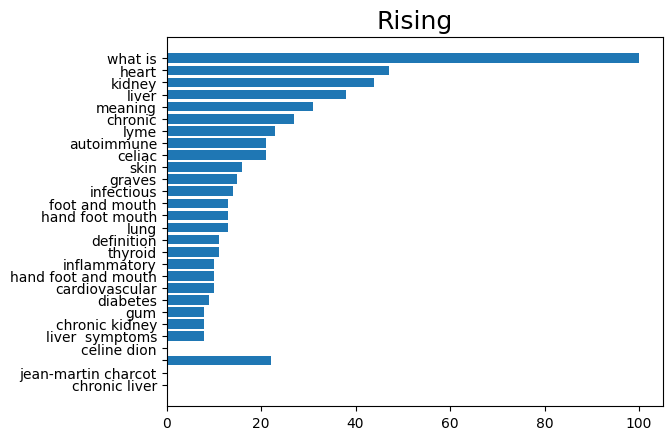 Rising
what is
heart
kidney
liver
meaning
chronic
lyme
autoimmune
celiac
skin
graves
infectious
foot and mouth
hand foot mouth
lung
definition
thyroid
inflammatory
hand foot and mouth
cardiovascular
diabetes
gum
chronic kidney
liver  symptoms
celine dion
jean-martin charcot
chronic liver
0 20 40 60 80 100